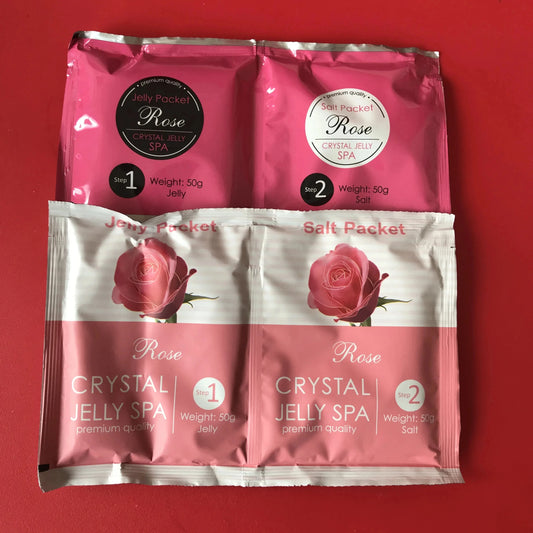 premium quality
Jelly Packet
Rose
CRYSTAL JELLY
SPA
Step 1
Weight: 50g
Jelly
premium quality
Salt Packet
Rose
CRYSTAL JELLY
SPA
Step 2
Weight: 50g
Salt
Jelly Packet
Rose
CRYSTAL
JELLY SPA
premium quality
Step 1
Weight: 50g
Jelly
Salt Packet
Rose
CRYSTAL
JELLY SPA
premium quality
Step 2
Weight: 50g
Salt